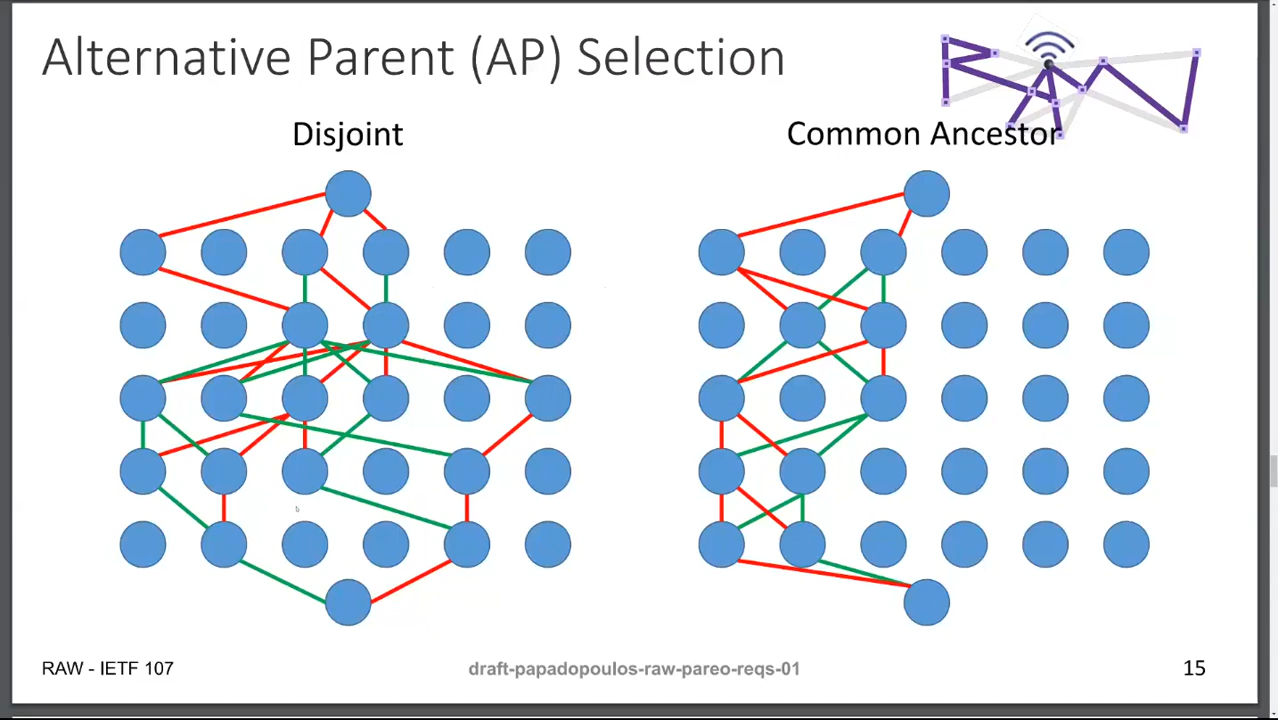 Alternative Parent (AP) Selection
Disjoint
Common Ancestor
RAW - IETF 107
draft-papadopoulos-raw-pareo-reqs-01
15